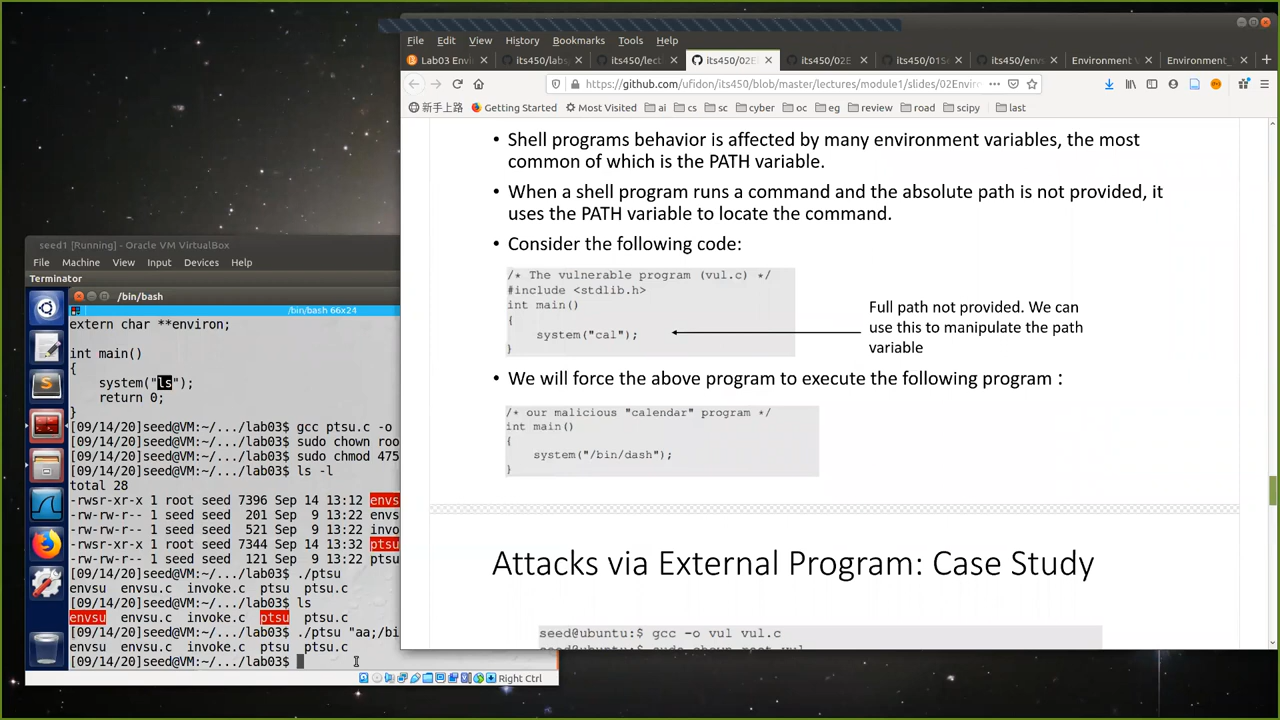 File Edit View History Bookmarks Tools Help
Lab03 Envi its450/labs its450/lect its450/02E its450/02E its450/01S its450/envs Environment V Environment_
https://github.com/ufidon/its450/blob/master/lectures/module1/slides/02Environ
新手上路 Getting Started Most Visited ai cs sc cyber oc eg review road scipy last
• Shell programs behavior is affected by many environment variables, the most
common of which is the PATH variable.
• When a shell program runs a command and the absolute path is not provided, it
uses the PATH variable to locate the command.
• Consider the following code:
/* The vulnerable program (vul.c) */
#include <stdlib.h>
int main()
{
system("cal");
}
Full path not provided. We can
use this to manipulate the path
variable
• We will force the above program to execute the following program :
/* our malicious "calendar" program */
int main()
{
system("/bin/dash");
}
Attacks via External Program: Case Study
seed@ubuntu:$ gcc -o vul vul.c
seed1 [Running] - Oracle VM VirtualBox
File Machine View Input Devices Help
Terminator
/bin/bash
/bin/bash 66x24
extern char **environ;
int main()
{
system("ls");
return 0;
}
[09/14/20]seed@VM:~/.../lab03$ gcc ptsu.c -o
[09/14/20]seed@VM:~/.../lab03$ sudo chown roo
[09/14/20]seed@VM:~/.../lab03$ sudo chmod 475
[09/14/20]seed@VM:~/.../lab03$ ls -l
total 28
-rwsr-xr-x 1 root seed 7396 Sep 14 13:12 envs
-rw-rw-r-- 1 seed seed 201 Sep 9 13:22 envs
-rw-rw-r-- 1 seed seed 521 Sep 9 13:22 invo
-rwsr-xr-x 1 root seed 7344 Sep 14 13:32 ptsu
-rw-rw-r-- 1 seed seed 121 Sep 9 13:22 ptsu
[09/14/20]seed@VM:~/.../lab03$ ./ptsu
envsu envsu.c invoke.c ptsu ptsu.c
[09/14/20]seed@VM:~/.../lab03$ ls
envsu envsu.c invoke.c ptsu ptsu.c
[09/14/20]seed@VM:~/.../lab03$ ./ptsu "aa;/bi
envsu envsu.c invoke.c ptsu ptsu.c
[09/14/20]seed@VM:~/.../lab03$
Right Ctrl